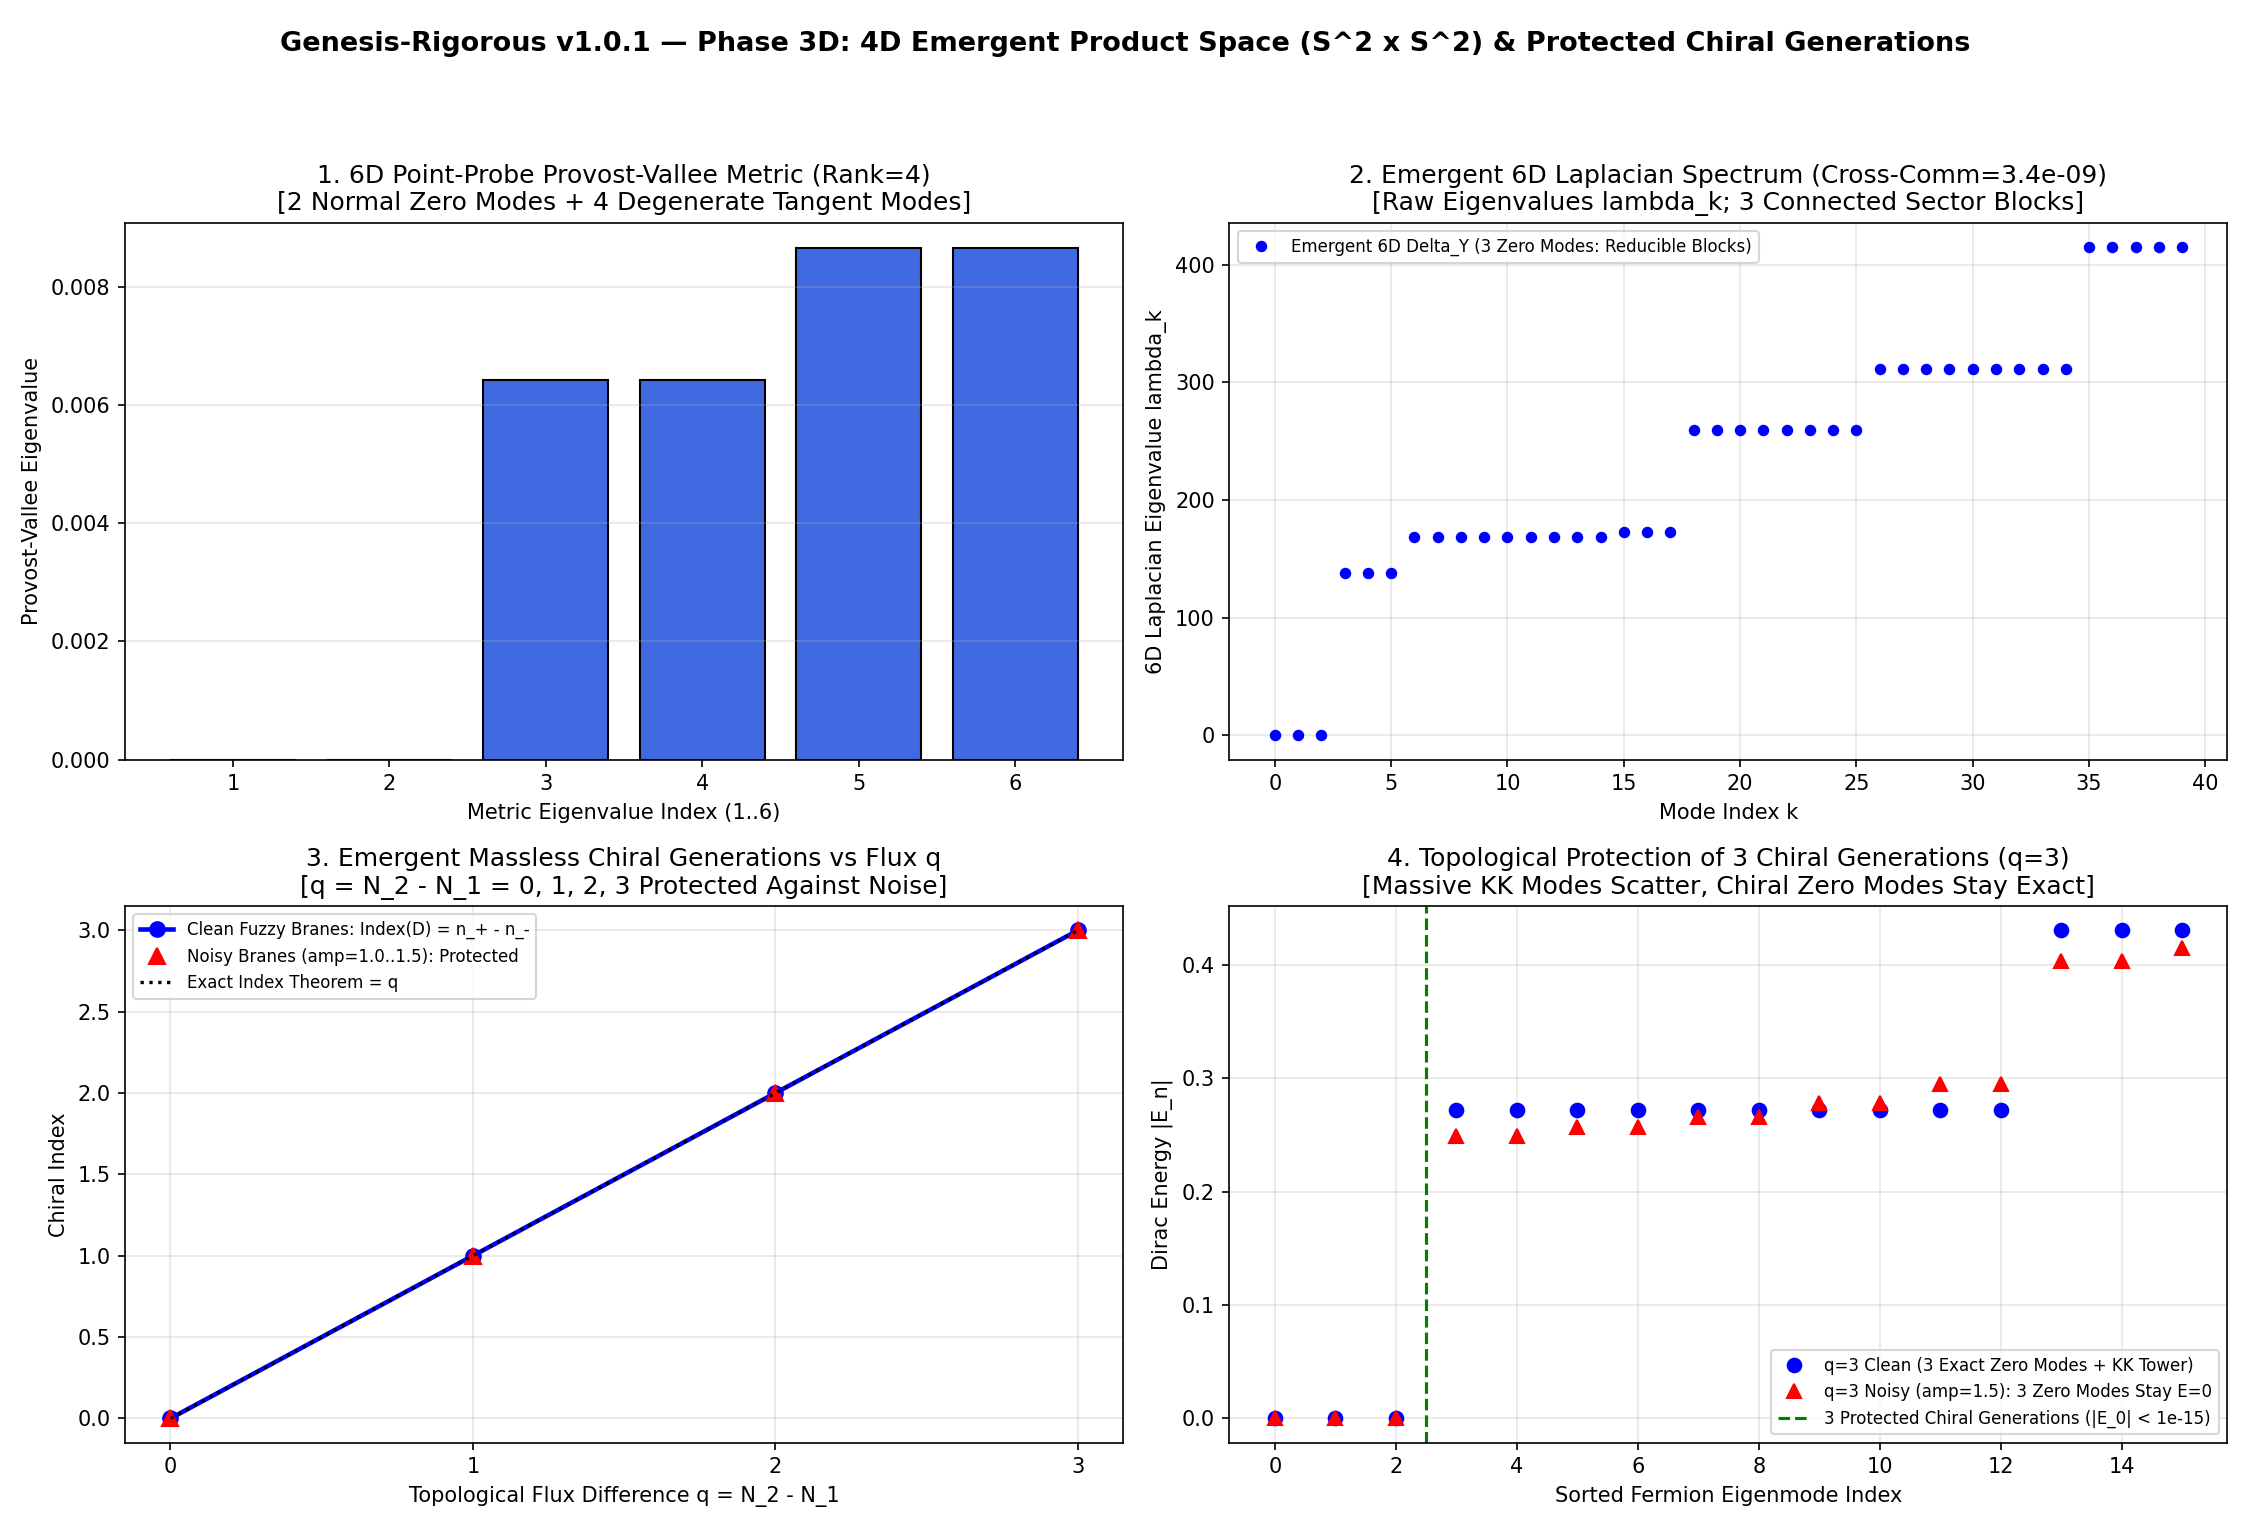 Genesis-Rigorous v1.0.1 — Phase 3D: 4D Emergent Product Space (S^2 x S^2) & Protected Chiral Generations
1. 6D Point-Probe Provost-Vallee Metric (Rank=4)
[2 Normal Zero Modes + 4 Degenerate Tangent Modes]
Provost-Vallee Eigenvalue
0.008
0.006
0.004
0.002
0.000
1 2 3 4 5 6
Metric Eigenvalue Index (1..6)
2. Emergent 6D Laplacian Spectrum (Cross-Comm=3.4e-09)
[Raw Eigenvalues lambda_k; 3 Connected Sector Blocks]
Emergent 6D Delta_Y (3 Zero Modes: Reducible Blocks)
6D Laplacian Eigenvalue lambda_k
400
300
200
100
0
0 5 10 15 20 25 30 35 40
Mode Index k
3. Emergent Massless Chiral Generations vs Flux q
[q = N_2 - N_1 = 0, 1, 2, 3 Protected Against Noise]
Clean Fuzzy Branes: Index(D) = n_+ - n_-
Noisy Branes (amp=1.0..1.5): Protected
Exact Index Theorem = q
Chiral Index
3.0
2.5
2.0
1.5
1.0
0.5
0.0
0 1 2 3
Topological Flux Difference q = N_2 - N_1
4. Topological Protection of 3 Chiral Generations (q=3)
[Massive KK Modes Scatter, Chiral Zero Modes Stay Exact]
Dirac Energy |E_n|
0.4
0.3
0.2
0.1
0.0
q=3 Clean (3 Exact Zero Modes + KK Tower)
q=3 Noisy (amp=1.5): 3 Zero Modes Stay E=0
3 Protected Chiral Generations (|E_0| < 1e-15)
0 2 4 6 8 10 12 14
Sorted Fermion Eigenmode Index